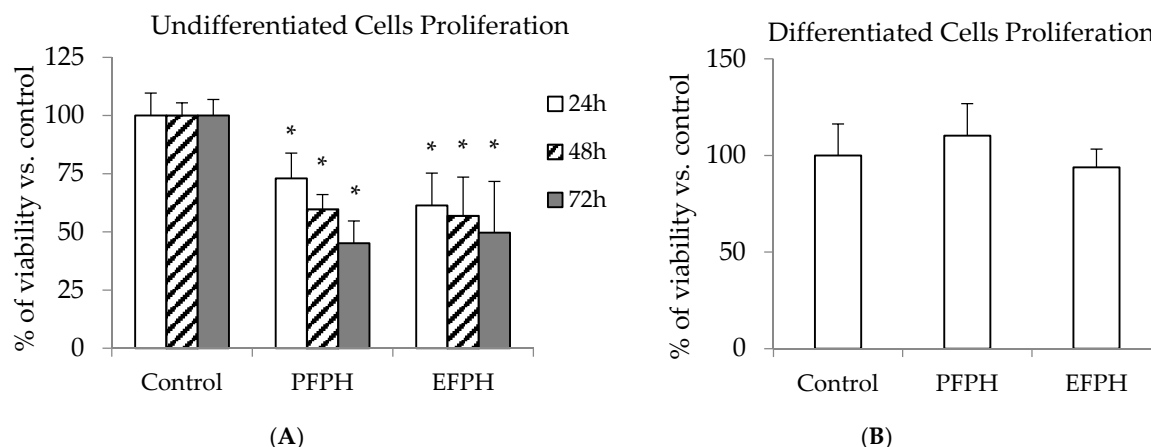 Undifferentiated Cells Proliferation
% of viability vs. control
125
100
75
50
25
0
* * *
* * *
24h
48h
72h
Control PFPH EFPH
(A)
Differentiated Cells Proliferation
% of viability vs. control
150
100
50
0
Control PFPH EFPH
(B)